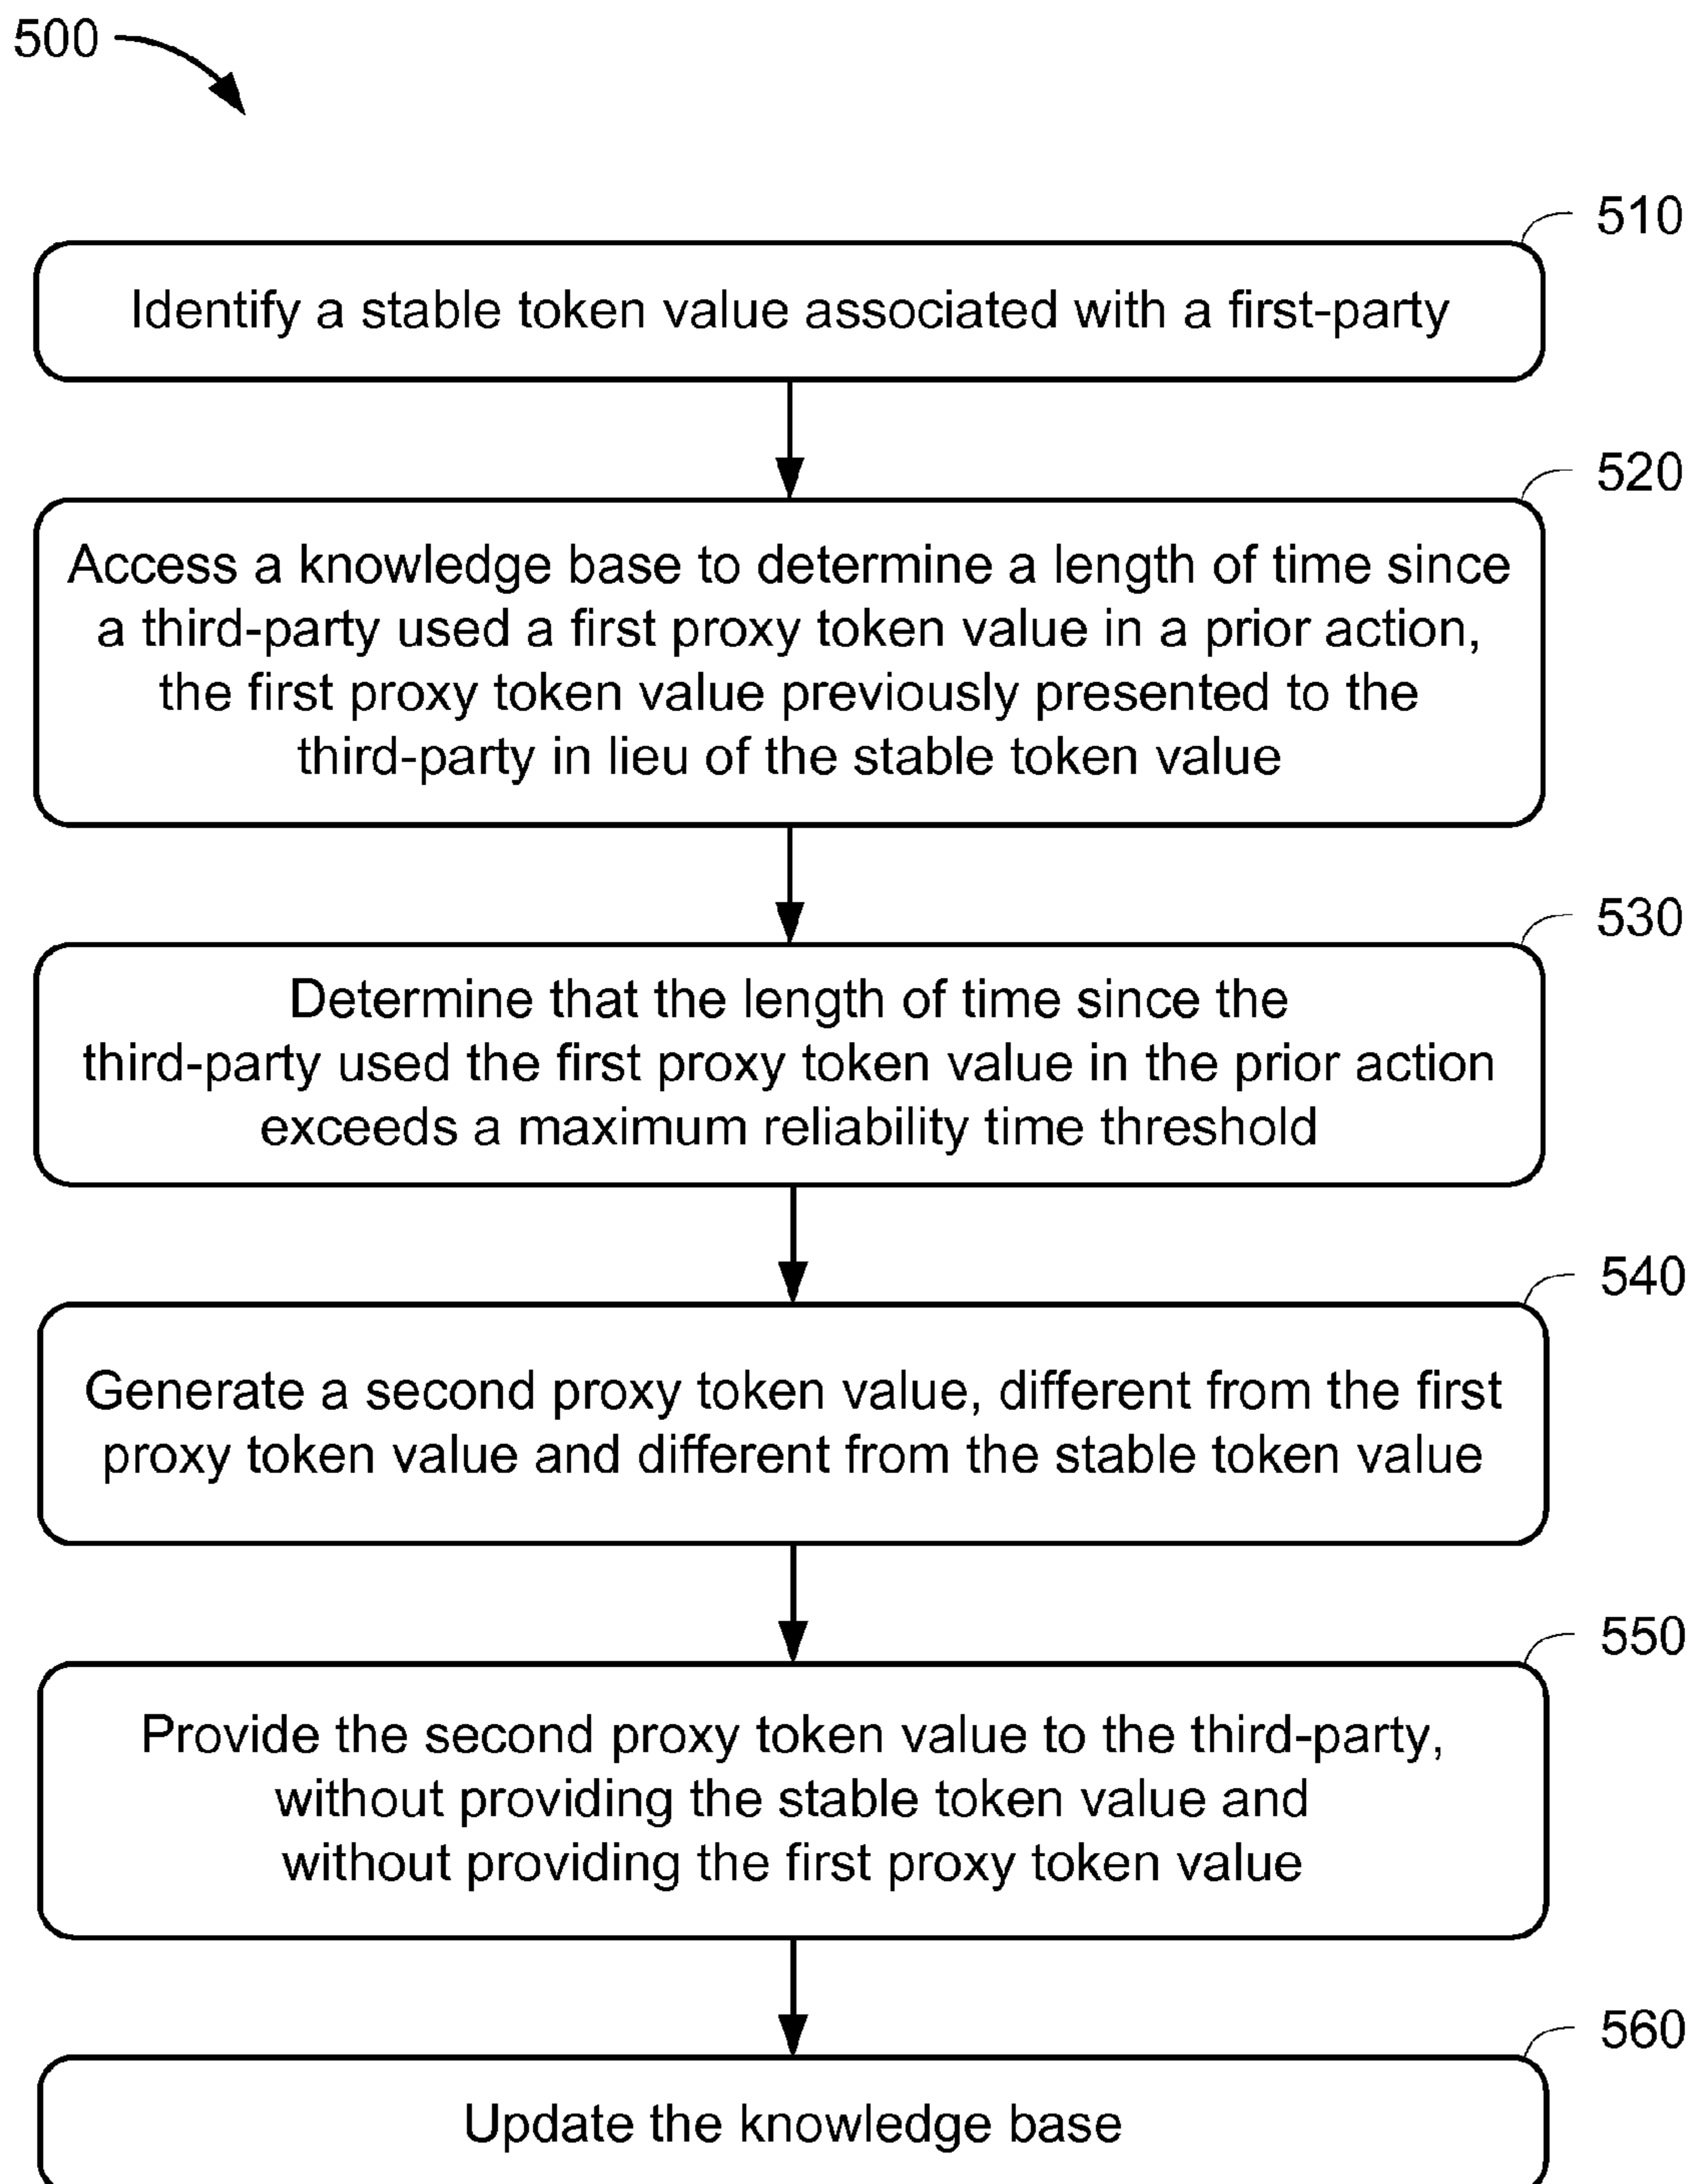 500
510
Identify a stable token value associated with a first-party
520
Access a knowledge base to determine a length of time since
a third-party used a first proxy token value in a prior action,
the first proxy token value previously presented to the
third-party in lieu of the stable token value
530
Determine that the length of time since the
third-party used the first proxy token value in the prior action
exceeds a maximum reliability time threshold
540
Generate a second proxy token value, different from the first
proxy token value and different from the stable token value
550
Provide the second proxy token value to the third-party,
without providing the stable token value and
without providing the first proxy token value
560
Update the knowledge base